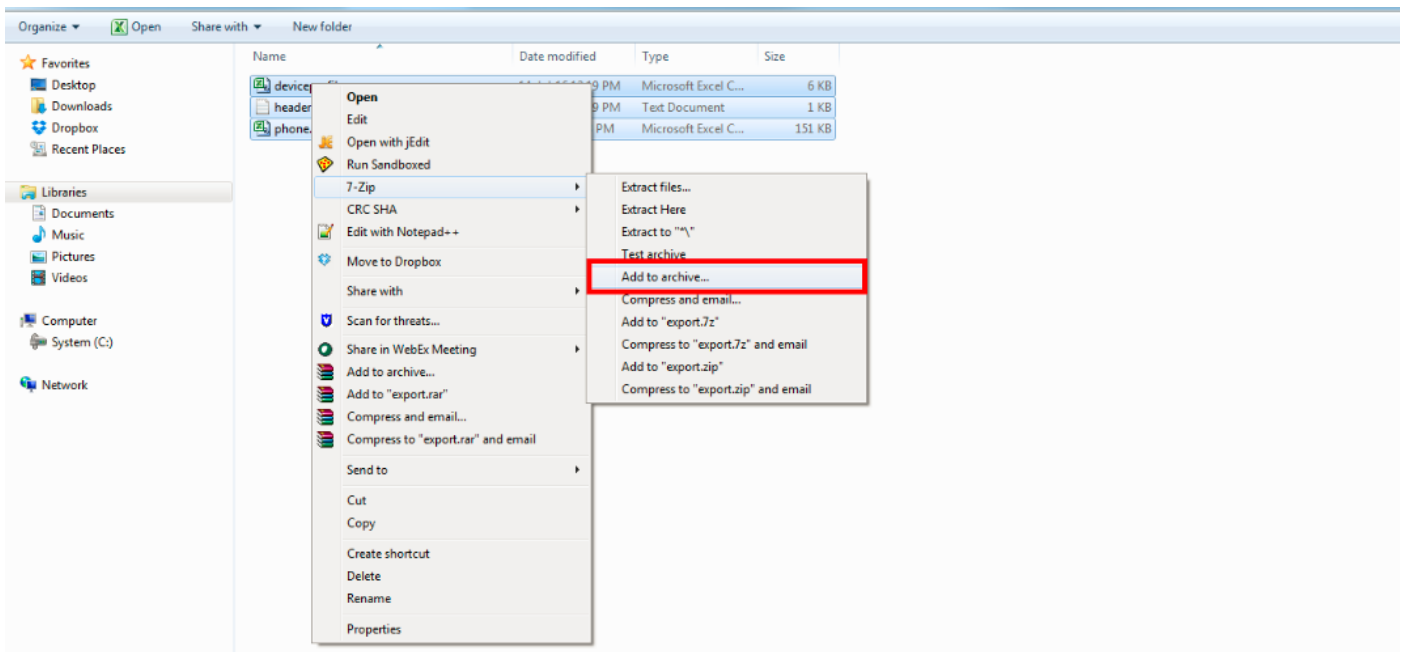 Organize Open Share with New folder
Favorites
Desktop
Downloads
Dropbox
Recent Places
Libraries
Documents
Music
Pictures
Videos
Computer
System (C:)
Network
Name Date modified Type Size
9 PM Microsoft Excel C... 6 KB
header 9 PM Text Document 1 KB
phone. PM Microsoft Excel C... 151 KB
Open
Edit
Open with jEdit
Run Sandboxed
7-Zip
CRC SHA
Edit with Notepad++
Move to Dropbox
Share with
Scan for threats...
Share in WebEx Meeting
Add to archive...
Add to "export.rar"
Compress and email...
Compress to "export.rar" and email
Send to
Cut
Copy
Create shortcut
Delete
Rename
Properties
Extract files...
Extract Here
Extract to "*\"
Test archive
Add to archive...
Compress and email...
Add to "export.7z"
Compress to "export.7z" and email
Add to "export.zip"
Compress to "export.zip" and email